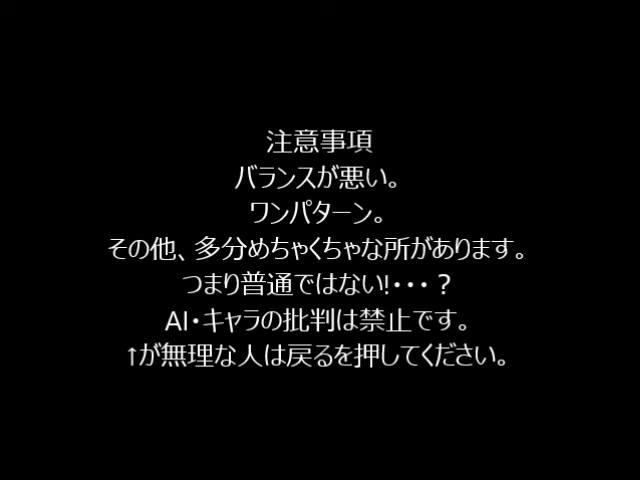 注意事項
バランスが悪い。
ワンパターン。
その他、多分めちゃくちゃな所があります。
つまり普通ではない!・・・?
AI・キャラの批判は禁止です。
↑が無理な人は戻るを押してください。